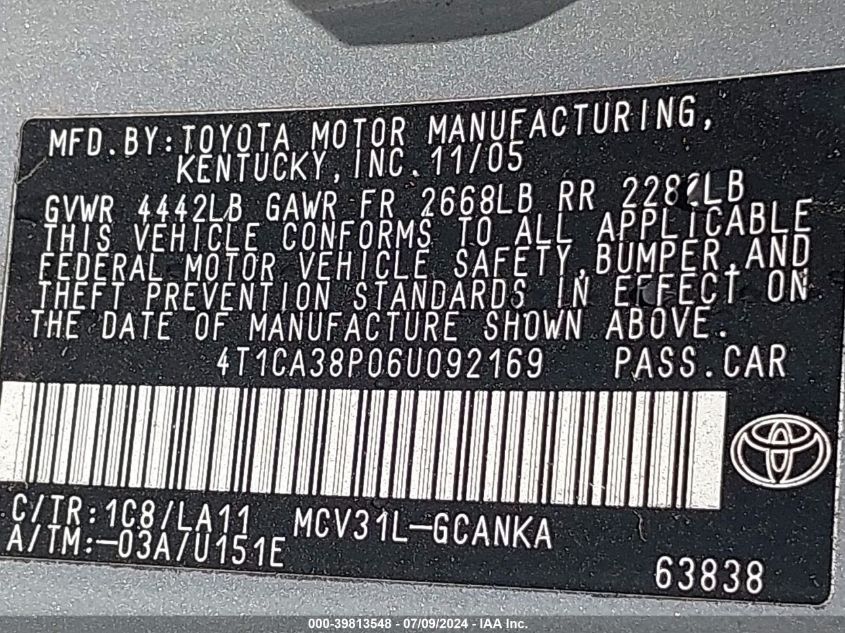 MFD.BY:TOYOTA MOTOR MANUFACTURING,
KENTUCKY,INC.11/05
GVWR 4442LB GAWR FR 2668LB RR
THIS VEHICLE CONFORMS TO ALL APPLICABLE
FEDERAL MOTOR VEHICLE SAFETY,BUMPER,AND
THEFT PREVENTION STANDARDS IN EFFECT ON
THE DATE OF MANUFACTURE SHOWN ABOVE.
4T1CA38P06U092169 PASS.CAR
C/TR:1C8/LA11 MCV31L-GCANKA
A/TM:-03A/U151E
63838
000-39813548 - 07/09/2024 - IAA Inc.